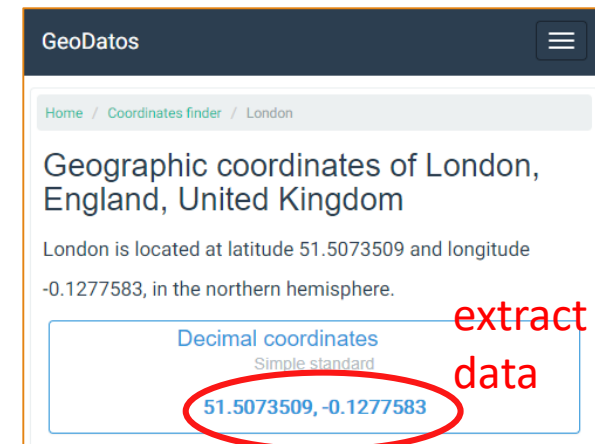 GeoDatos
Home / Coordinates finder / London
Geographic coordinates of London,
England, United Kingdom
London is located at latitude 51.5073509 and longitude
-0.1277583, in the northern hemisphere.
extract
data
Decimal coordinates
Simple standard
51.5073509, -0.1277583